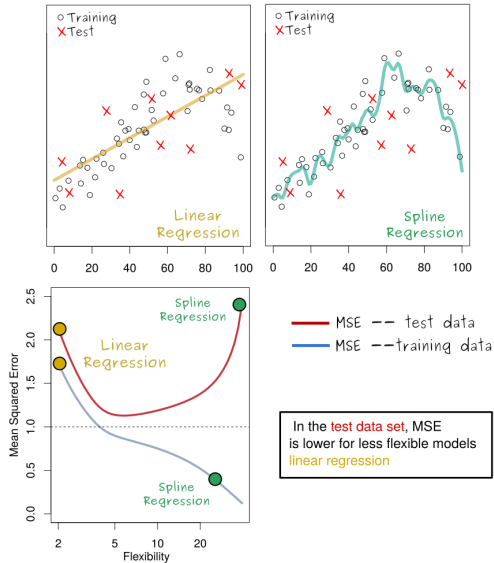 Training
Test
Linear
Regression
0 20 40 60 80 100
Training
Test
Spline
Regression
0 20 40 60 80 100
Mean Squared Error
2.5
2.0
1.5
1.0
0.5
0.0
Spline
Regression
Linear
Regression
Spline
Regression
2 5 10 20
Flexibility
MSE -- test data
MSE --training data
In the test data set, MSE
is lower for less flexible models
linear regression